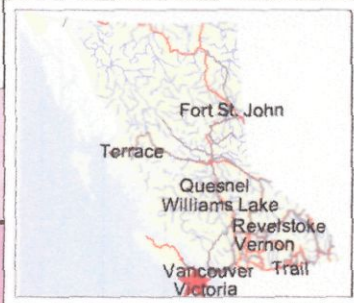 Fort St. John
Terrace
Quesnel
Williams Lake
Revelstoke
Vernon
Trail
Vancouver
Victoria